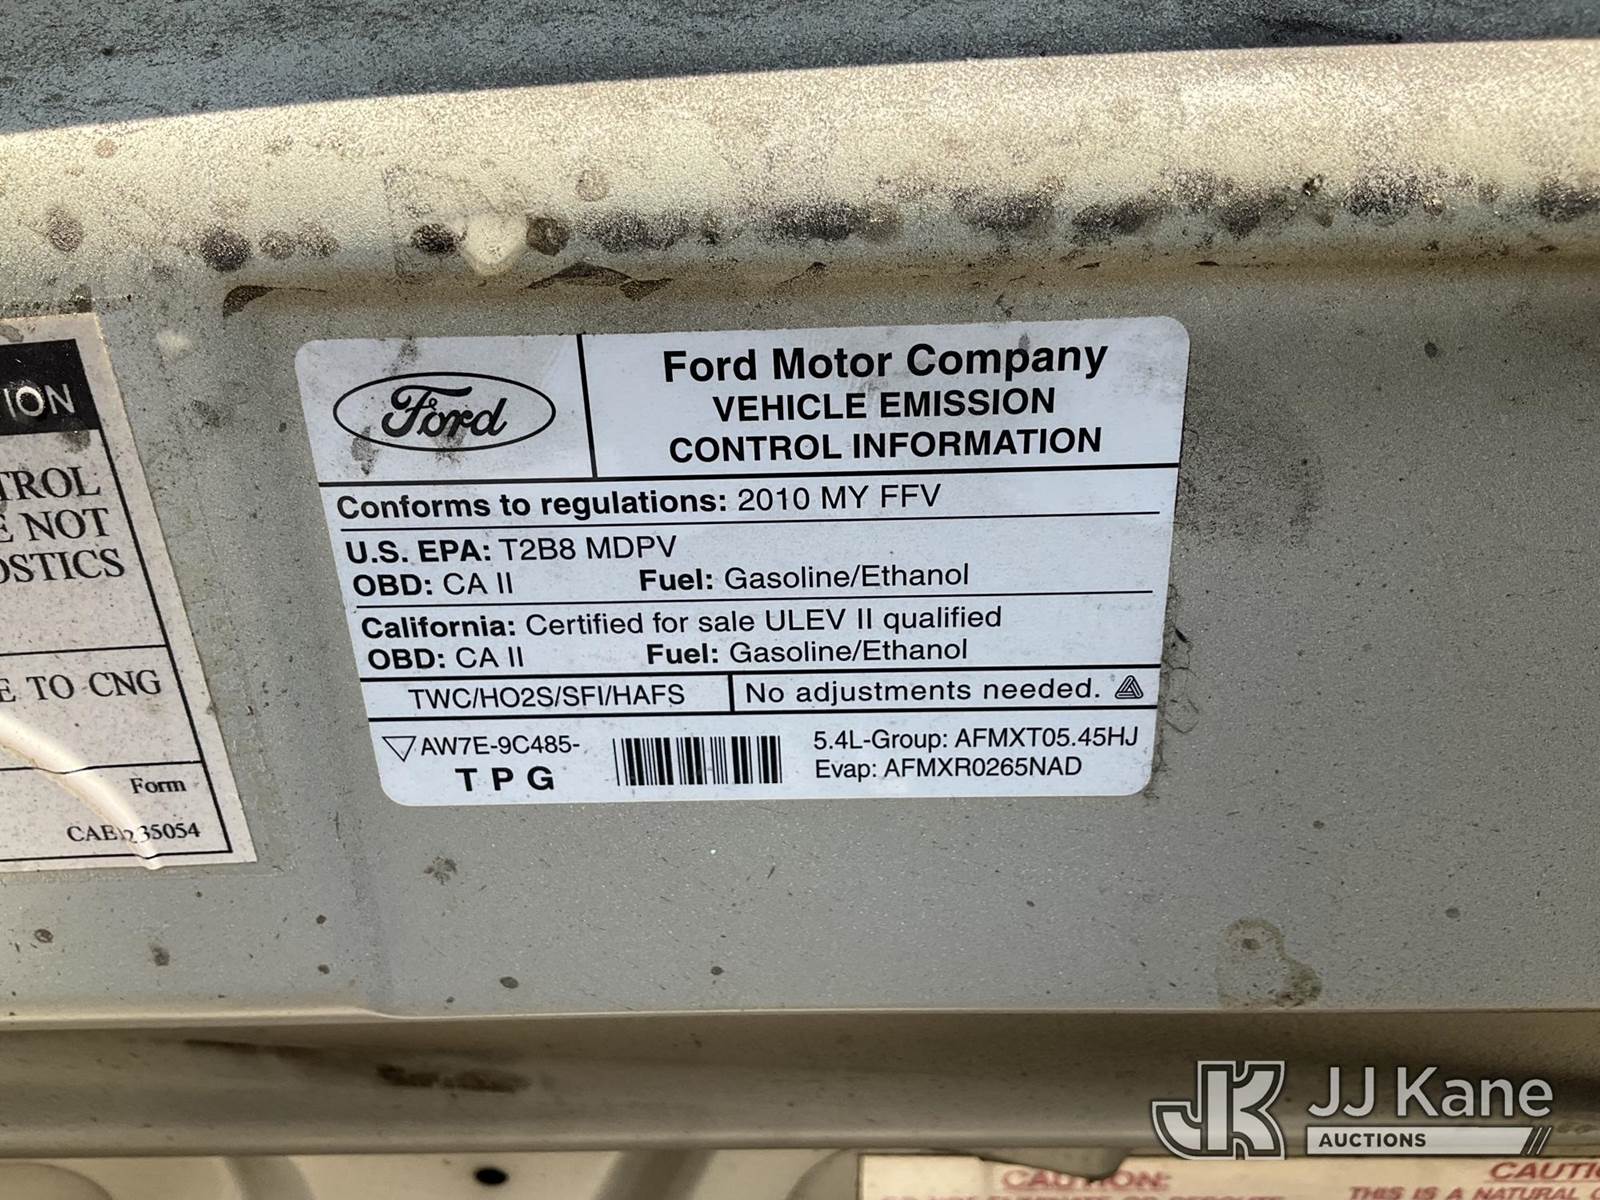 Ford
Ford Motor Company
VEHICLE EMISSION
CONTROL INFORMATION
Conforms to regulations: 2010 MY FFV
U.S. EPA: T2B8 MDPV
OBD: CA II Fuel: Gasoline/Ethanol
California: Certified for sale ULEV II qualified
OBD: CA II Fuel: Gasoline/Ethanol
TWC/HO2S/SFI/HAFS No adjustments needed.
AW7E-9C485-
T P G
5.4L-Group: AFMXT05.45HJ
Evap: AFMXR0265NAD
ION
TROL
E NOT
OSTICS
E TO CNG
Form
JK JJ Kane
AUCTIONS
CAUTION:
CAUTIO
THIS IS A NATURAL